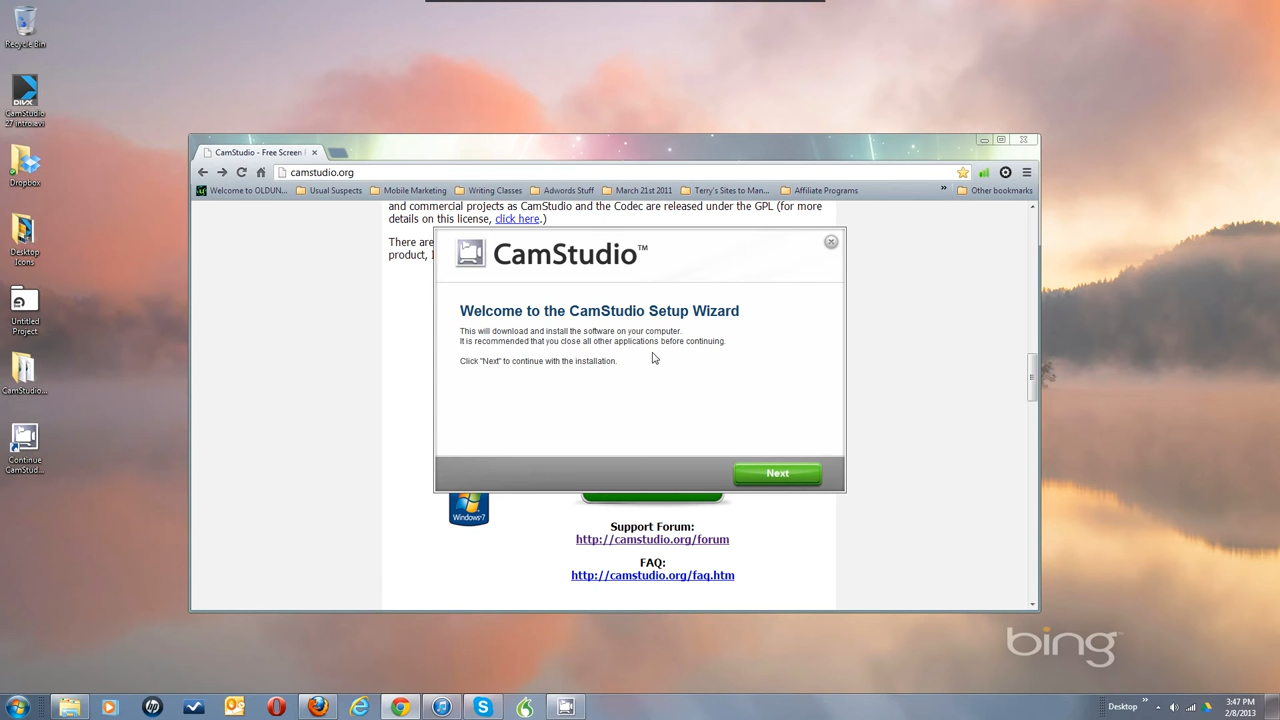 Recycle Bin
DIVX
CamStudio
27 intro.avi
Dropbox
Desktop
Icons
Untitled
Project
CamStudio...
Continue
CamStud...
CamStudio - Free Screen
camstudio.org
Welcome to OLDUN...
Usual Suspects
Mobile Marketing
Writing Classes
Adwords Stuff
March 21st 2011
Terry's Sites to Man...
Affiliate Programs
»
Other bookmarks
and commercial projects as CamStudio and the Codec are released under the GPL (for more
details on this license, click here.)
There are
product,
CamStudio™
Welcome to the CamStudio Setup Wizard
This will download and install the software on your computer.
It is recommended that you close all other applications before continuing.
Click "Next" to continue with the installation.
Next
Windows7
Support Forum:
http://camstudio.org/forum
FAQ:
http://camstudio.org/faq.htm
bing™
Desktop »
3:47 PM
2/8/2013